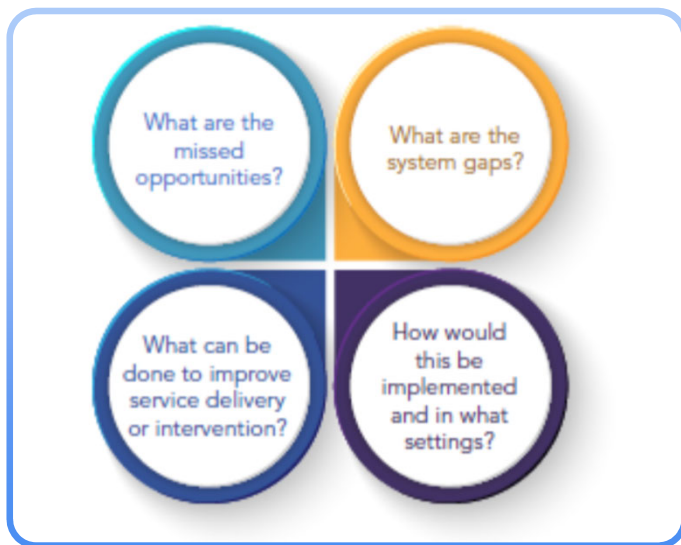 What are the
missed
opportunities?
What are the
system gaps?
What can be
done to improve
service delivery
or intervention?
How would
this be
implemented
and in what
settings?